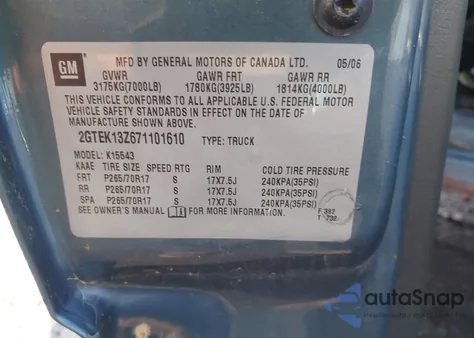 GM
MFD. BY GENERAL MOTORS OF CANADA LTD. 05/06
GVWR GAWR FRT GAWR RR
3175KG(7000LB) 1780KG(3925LB) 1814KG(4000LB)
THIS VEHICLE CONFORMS TO ALL APPLICABLE U.S. FEDERAL MOTOR
VEHICLE SAFETY STANDARDS IN EFFECT ON THE DATE OF
MANUFACTURE SHOWN ABOVE.
2GTEK13Z671101610 TYPE: TRUCK
MODEL: K15543
KAAE TIRE SIZE SPEED RTG RIM COLD TIRE PRESSURE
FRT P265/70R17 S 17X7.5J 240KPA(35PSI)
RR P265/70R17 S 17X7.5J 240KPA(35PSI)
SPA P265/70R17 S 17X7.5J 240KPA(35PSI)
SEE OWNER'S MANUAL FOR MORE INFORMATION.
autoSnap